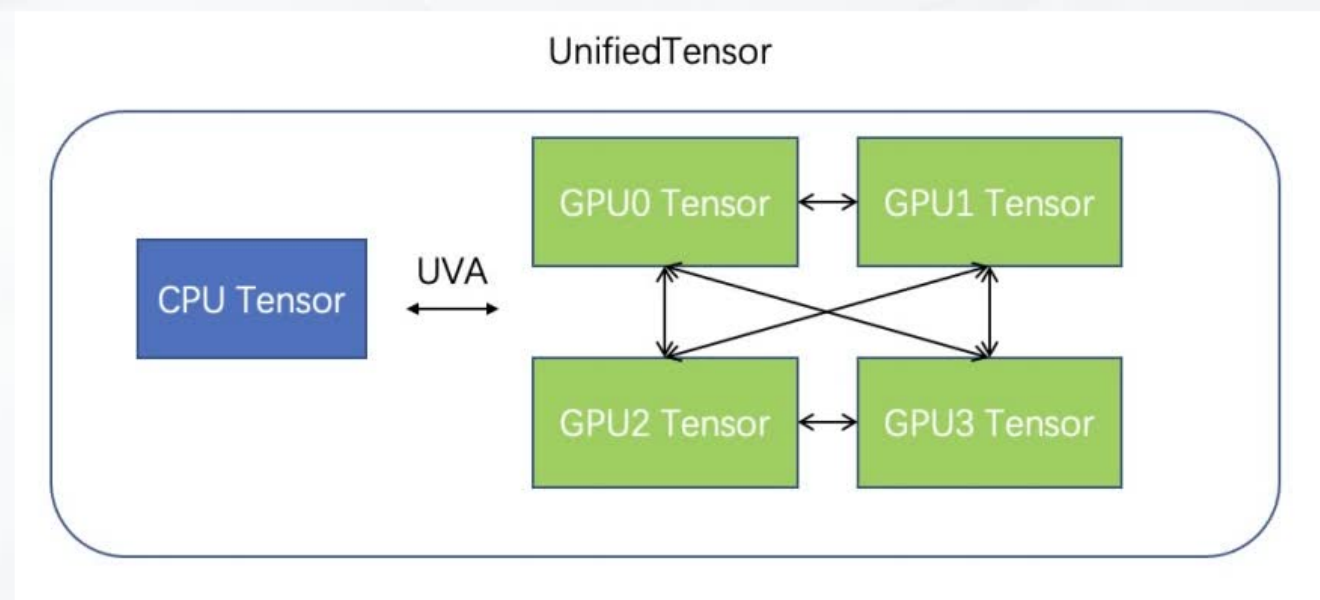 UnifiedTensor
GPU0 Tensor
GPU1 Tensor
CPU Tensor
UVA
GPU2 Tensor
GPU3 Tensor